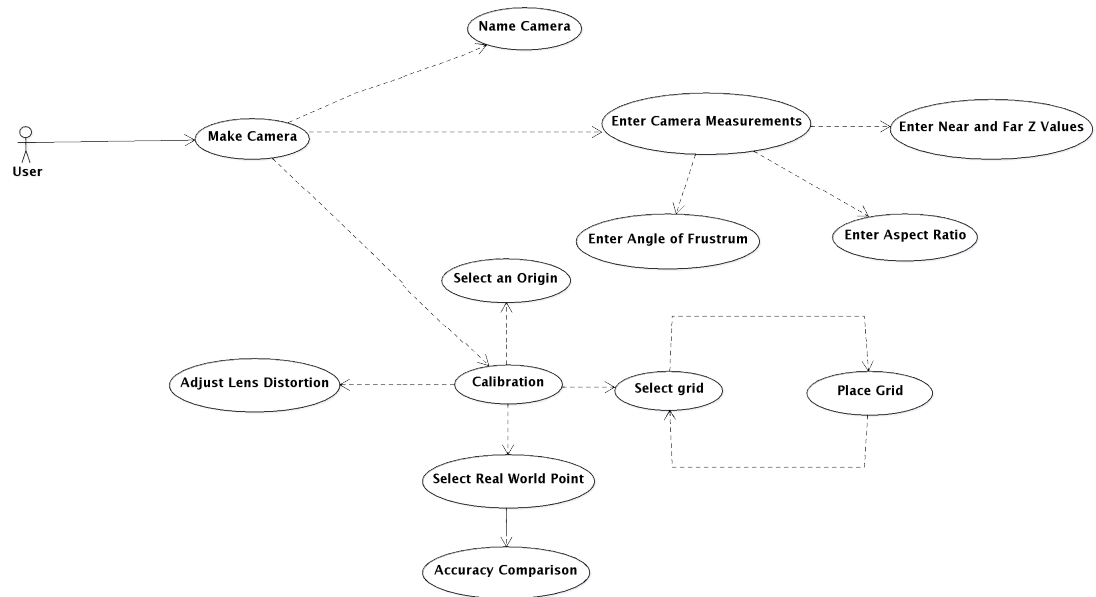 Name Camera
Make Camera
Enter Camera Measurements
Enter Near and Far Z Values
User
Enter Angle of Frustrum
Enter Aspect Ratio
Select an Origin
Adjust Lens Distortion
Calibration
Select grid
Place Grid
Select Real World Point
Accuracy Comparison